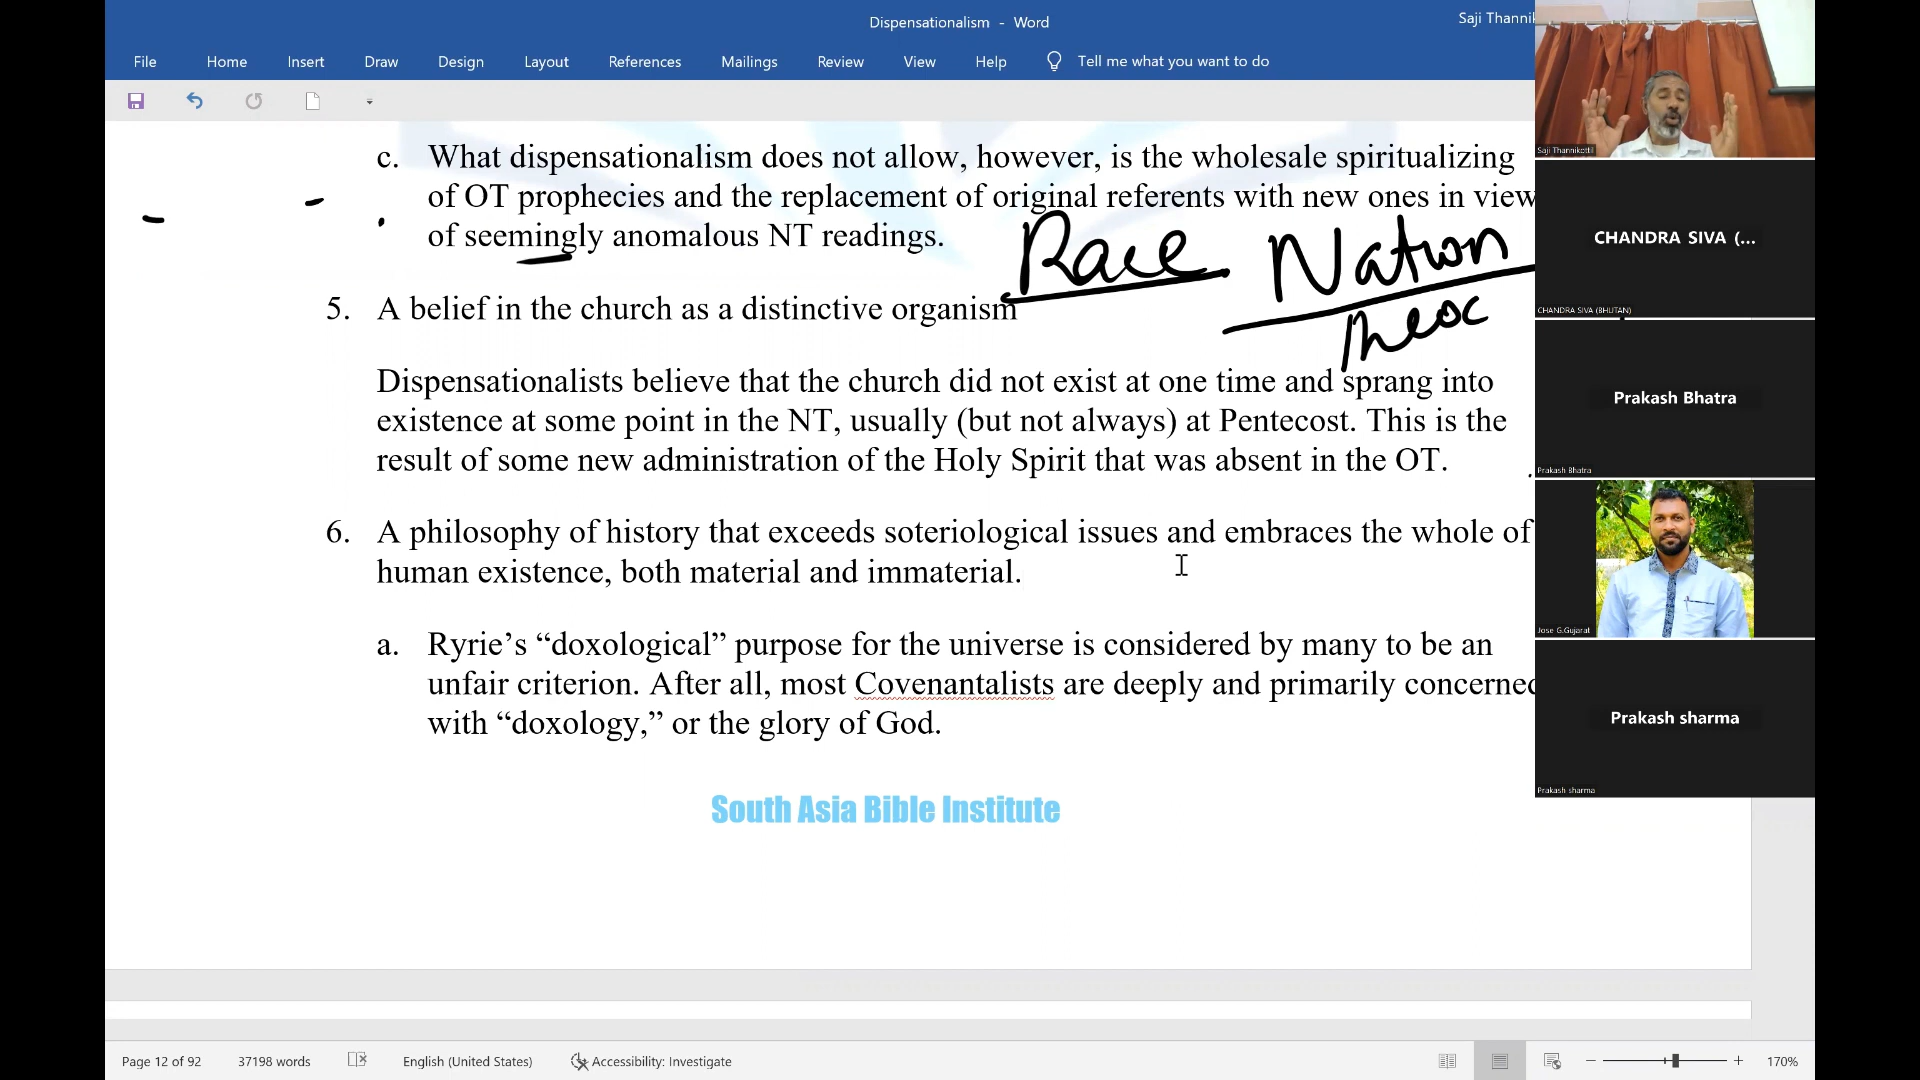 Dispensationalism - Word
Saji Thannik
File Home Insert Draw Design Layout References Mailings Review View Help Tell me what you want to do
c. What dispensationalism does not allow, however, is the wholesale spiritualizing
of OT prophecies and the replacement of original referents with new ones in view
of seemingly anomalous NT readings.
Race Nation
Theoc
5. A belief in the church as a distinctive organism
Dispensationalists believe that the church did not exist at one time and sprang into
existence at some point in the NT, usually (but not always) at Pentecost. This is the
result of some new administration of the Holy Spirit that was absent in the OT.
6. A philosophy of history that exceeds soteriological issues and embraces the whole of
human existence, both material and immaterial.
a. Ryrie’s “doxological” purpose for the universe is considered by many to be an
unfair criterion. After all, most Covenantalists are deeply and primarily concerned
with “doxology,” or the glory of God.
South Asia Bible Institute
Saji Thannikottil
CHANDRA SIVA (...
CHANDRA SIVA (BHUTAN)
Prakash Bhatra
Prakash Bhatra
Jose G.Gujarat
Prakash sharma
Prakash sharma
Page 12 of 92 37198 words English (United States) Accessibility: Investigate 170%